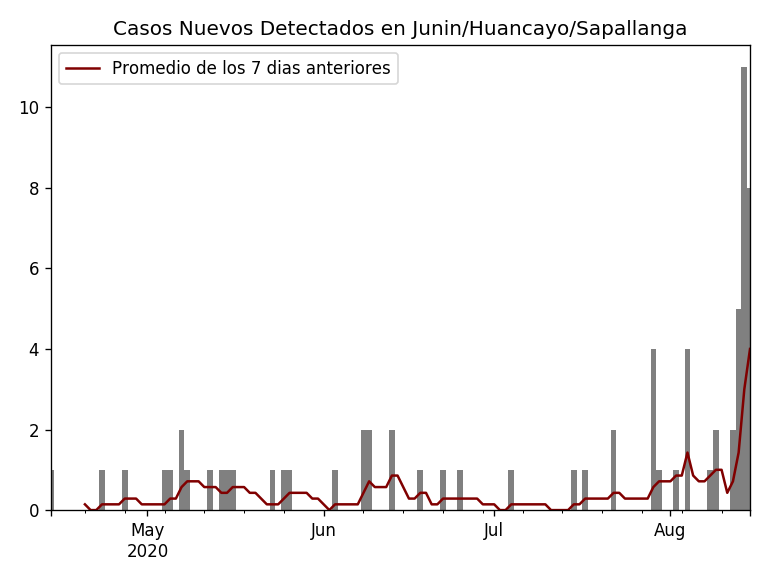 Casos Nuevos Detectados en Junin/Huancayo/Sapallanga
Promedio de los 7 dias anteriores
10
8
6
4
2
0
May
2020
Jun
Jul
Aug